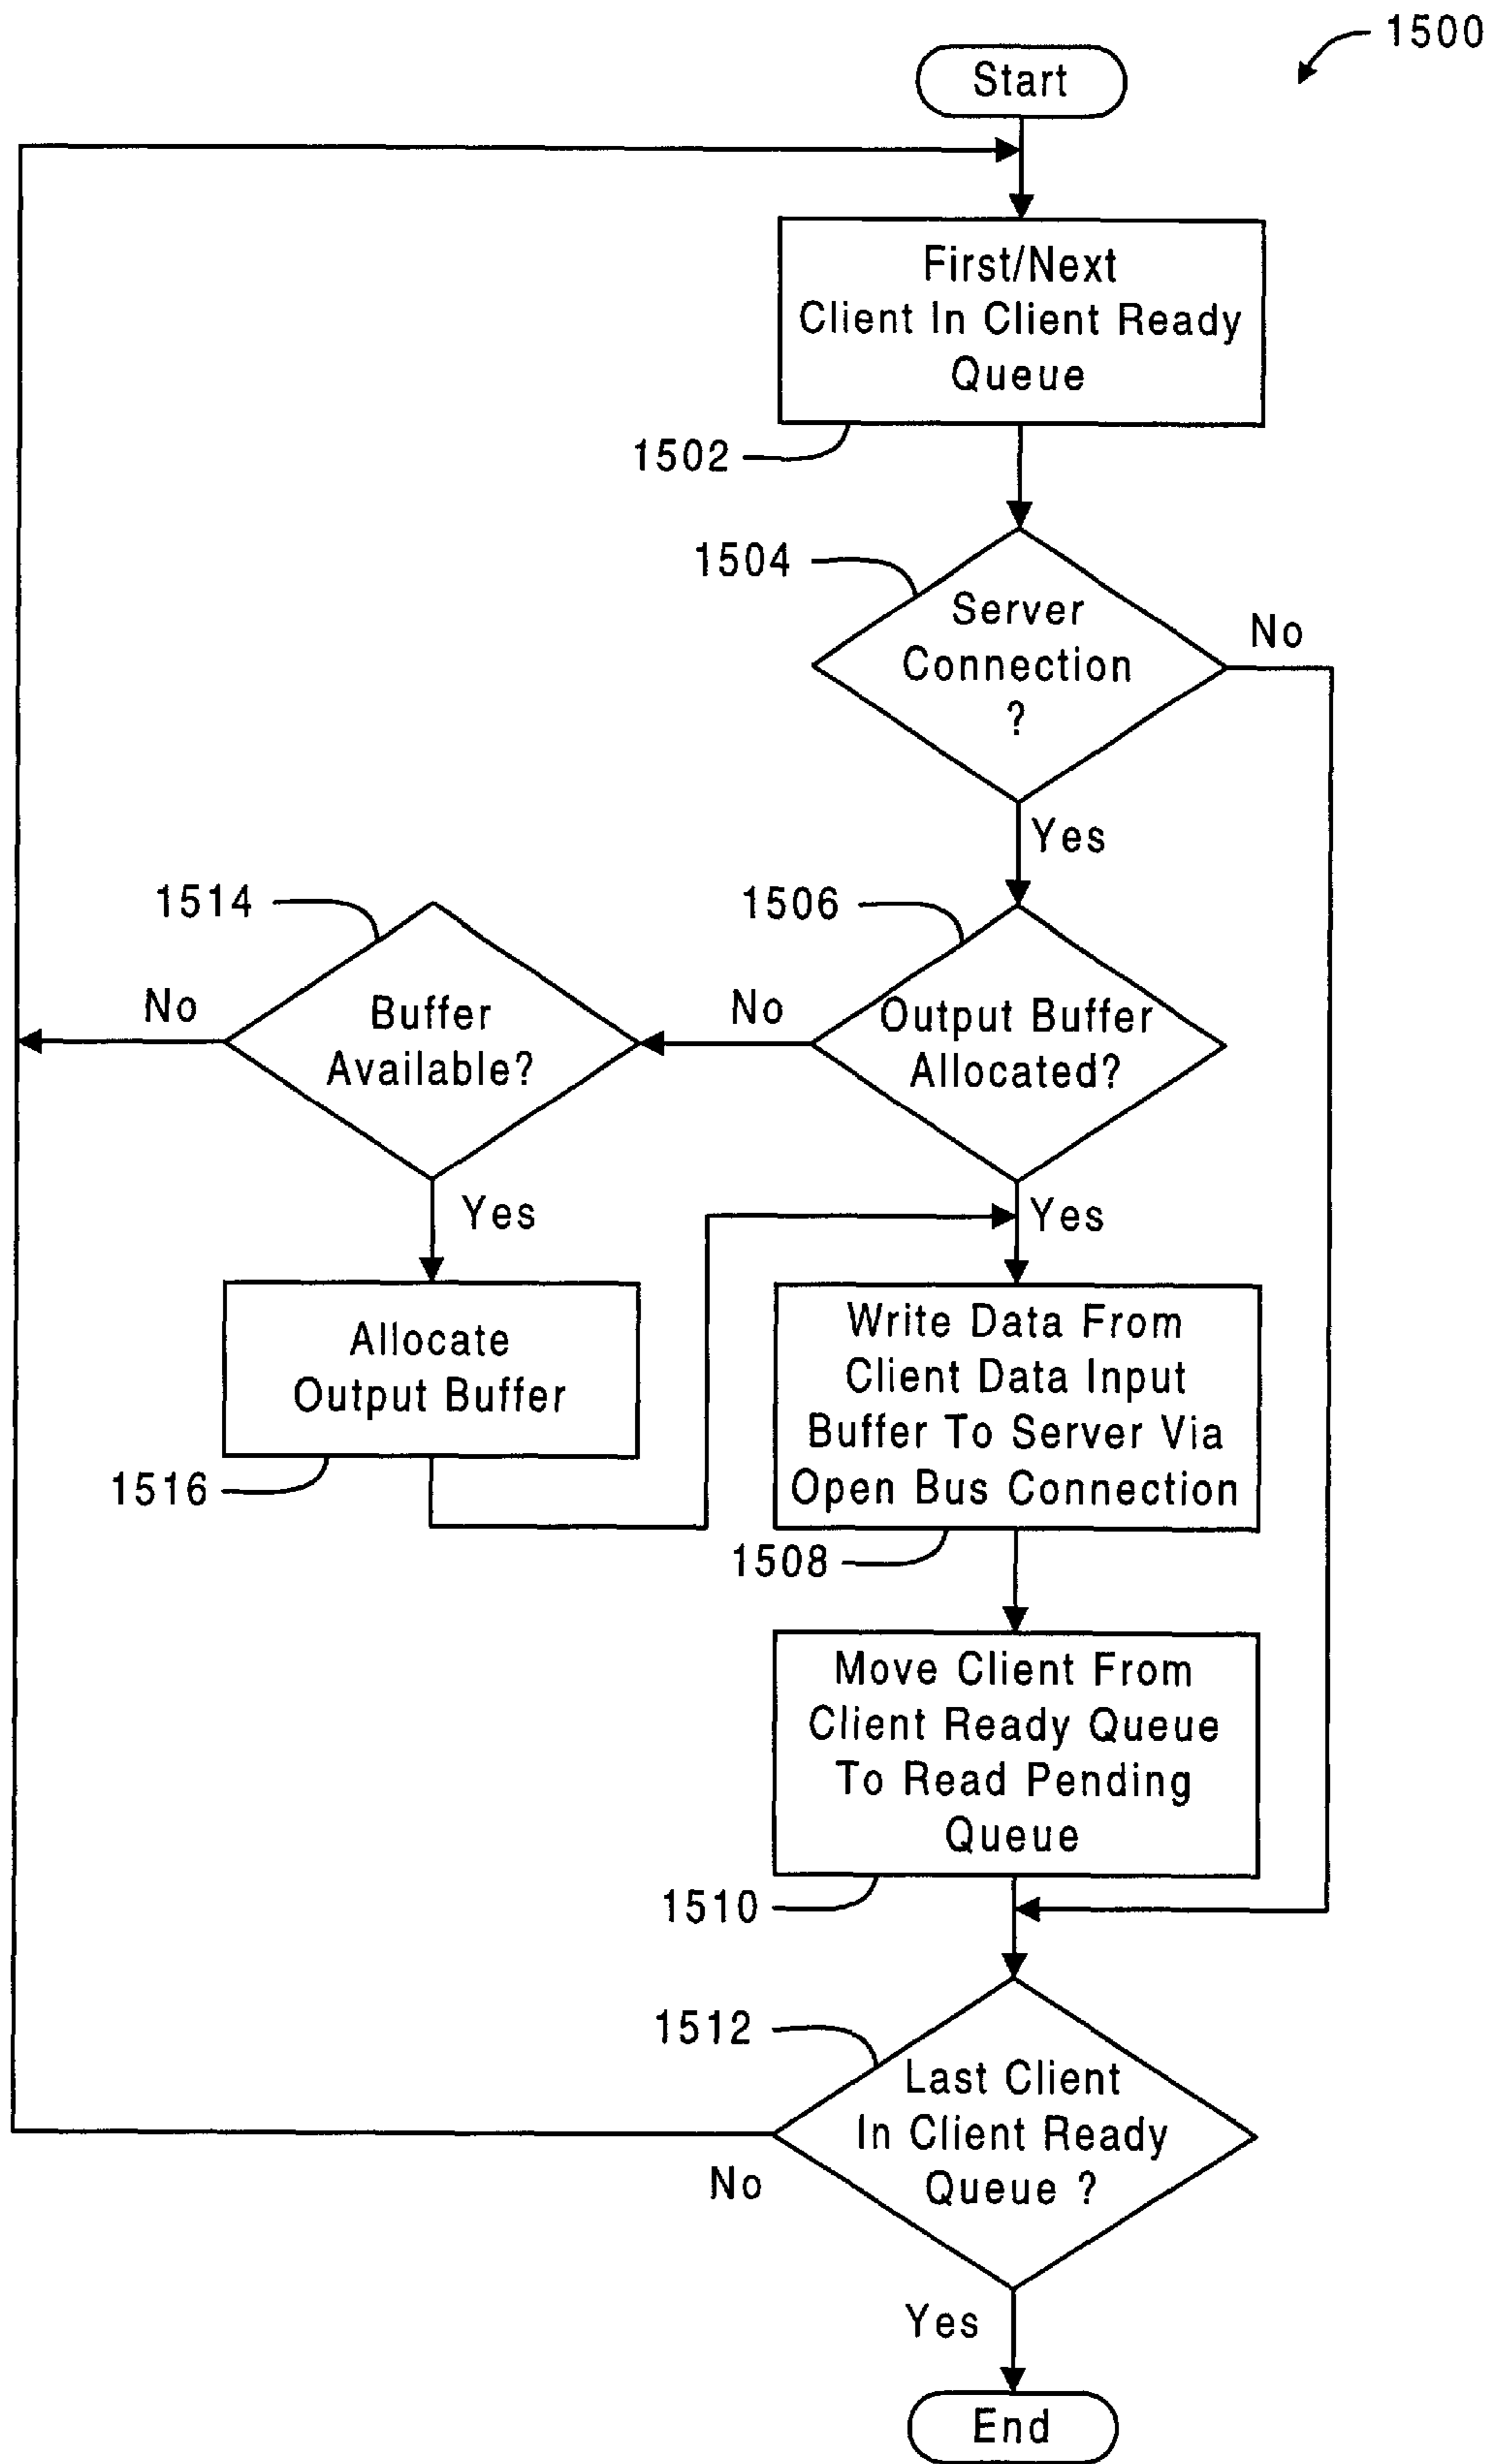 1500
Start
First/Next
Client In Client Ready
Queue
1502
1504
Server
Connection
?
No
Yes
1514
1506
No
Buffer
Available?
No
Output Buffer
Allocated?
Yes
Yes
Allocate
Output Buffer
1516
Write Data From
Client Data Input
Buffer To Server Via
Open Bus Connection
1508
Move Client From
Client Ready Queue
To Read Pending
Queue
1510
1512
Last Client
In Client Ready
Queue ?
No
Yes
End